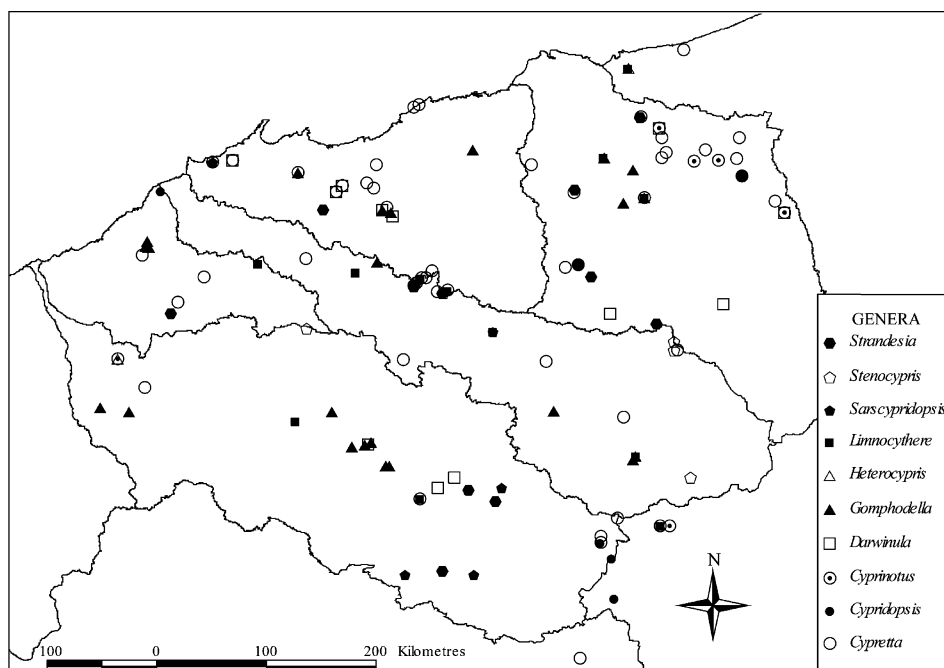 GENERA
Strandesia
Stenocypris
Sarscypridopsis
Limnocythere
Heterocypris
Gomphodella
Darwinula
Cyprinotus
Cypridopsis
Cypretta
N
100 0 100 200 Kilometres